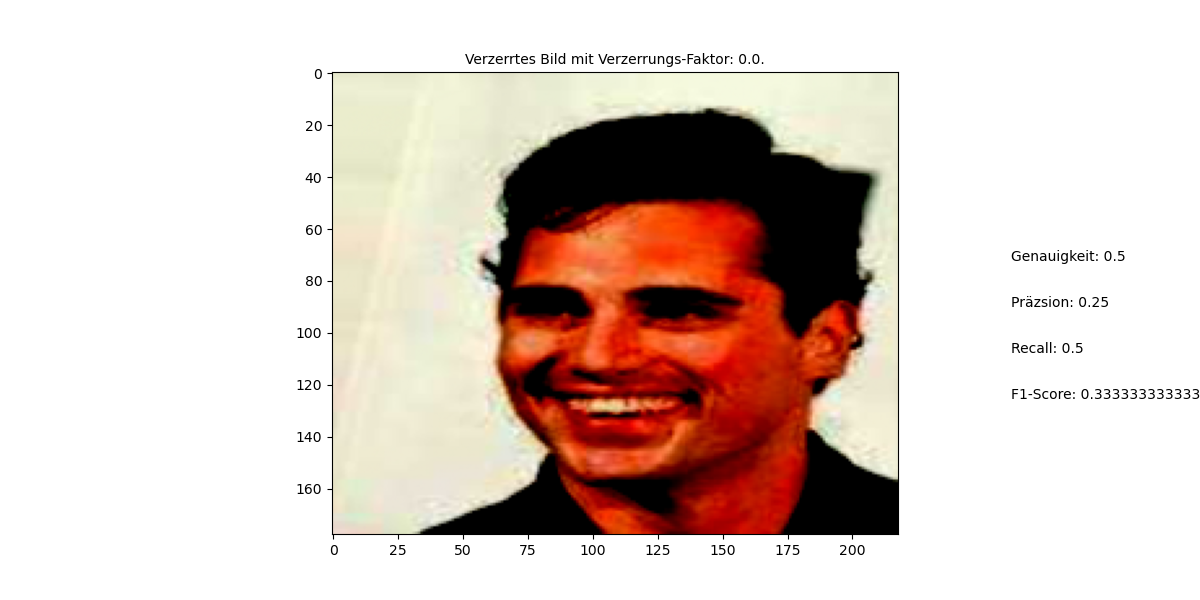 Verzerrtes Bild mit Verzerrungs-Faktor: 0.0.
0
20
40
60
80
100
120
140
160
0 25 50 75 100 125 150 175 200
Genauigkeit: 0.5
Präzsion: 0.25
Recall: 0.5
F1-Score: 0.333333333333